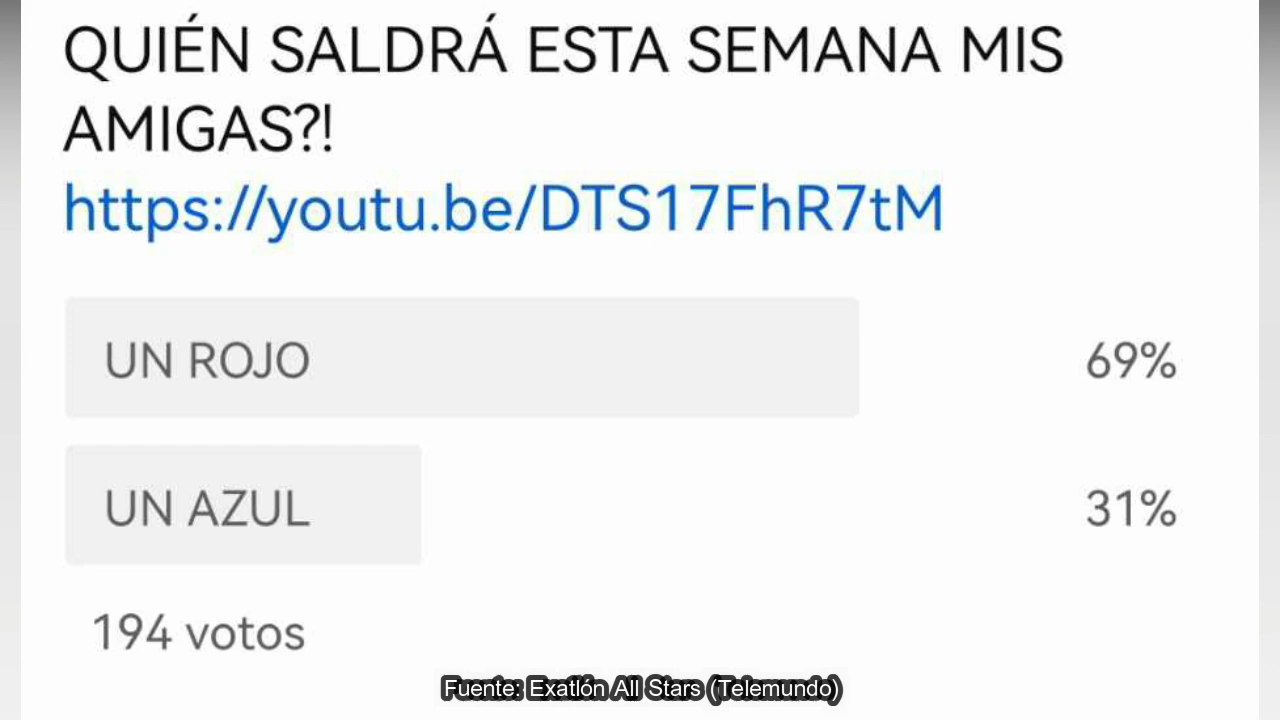 QUIÉN SALDRÁ ESTA SEMANA MIS
AMIGAS?!
https://youtu.be/DTS17FhR7tM
UN ROJO 69%
UN AZUL 31%
194 votos
Fuente: Exatlón All Stars (Telemundo)